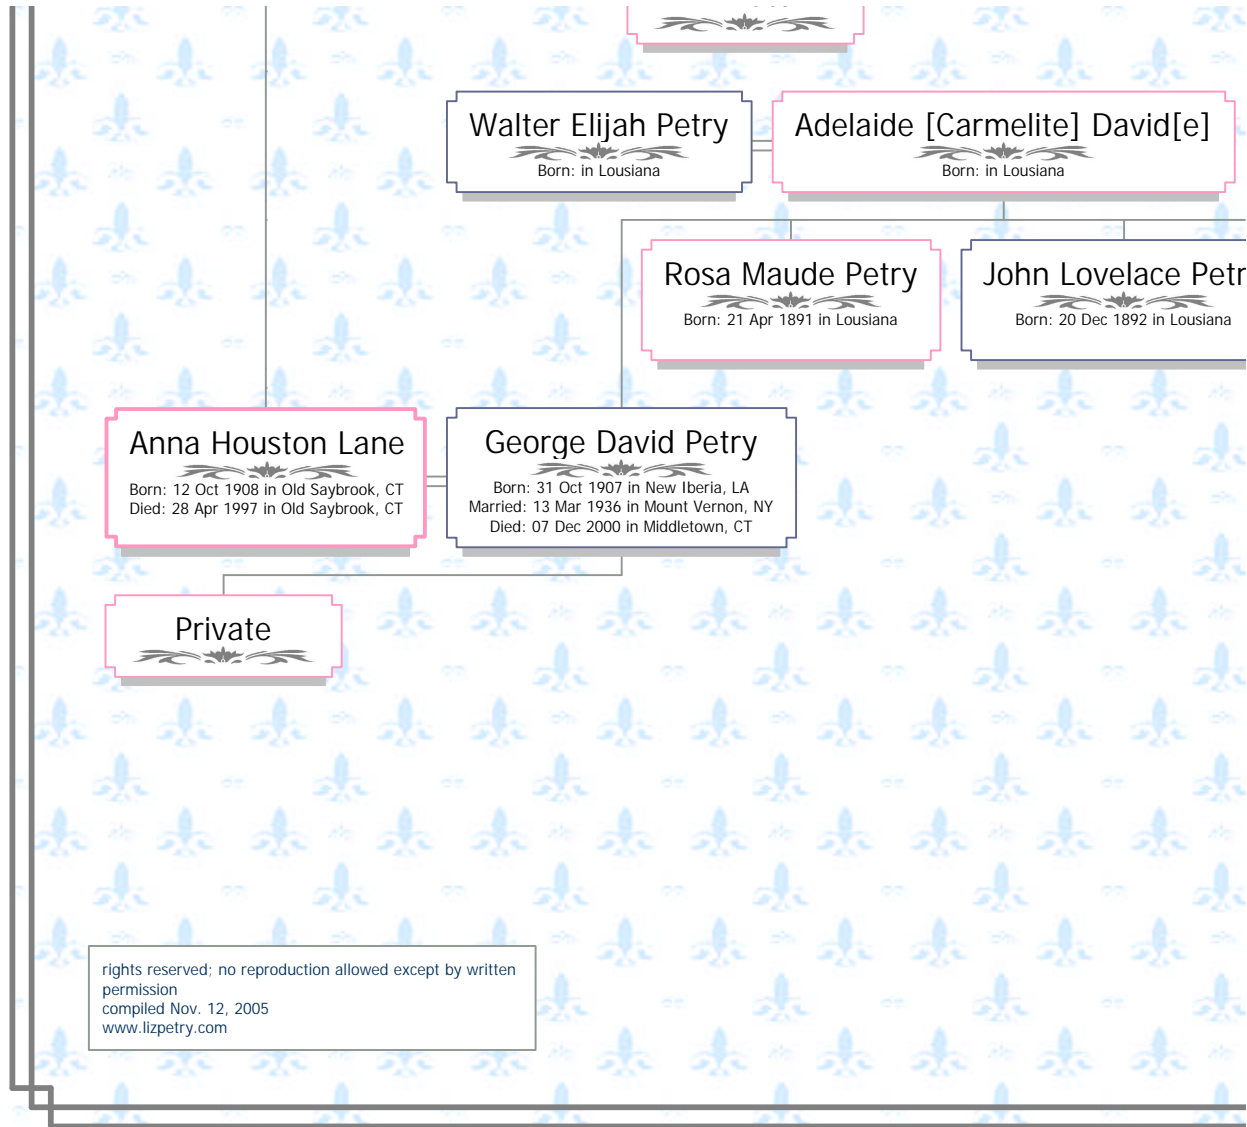 Walter Elijah Petry
Born: in Lousiana
Adelaide [Carmelite] David[e]
Born: in Lousiana
Rosa Maude Petry
Born: 21 Apr 1891 in Lousiana
John Lovelace Petr
Born: 20 Dec 1892 in Lousiana
Anna Houston Lane
Born: 12 Oct 1908 in Old Saybrook, CT
Died: 28 Apr 1997 in Old Saybrook, CT
George David Petry
Born: 31 Oct 1907 in New Iberia, LA
Married: 13 Mar 1936 in Mount Vernon, NY
Died: 07 Dec 2000 in Middletown, CT
Private
rights reserved; no reproduction allowed except by written
permission
compiled Nov. 12, 2005
www.lizpetry.com